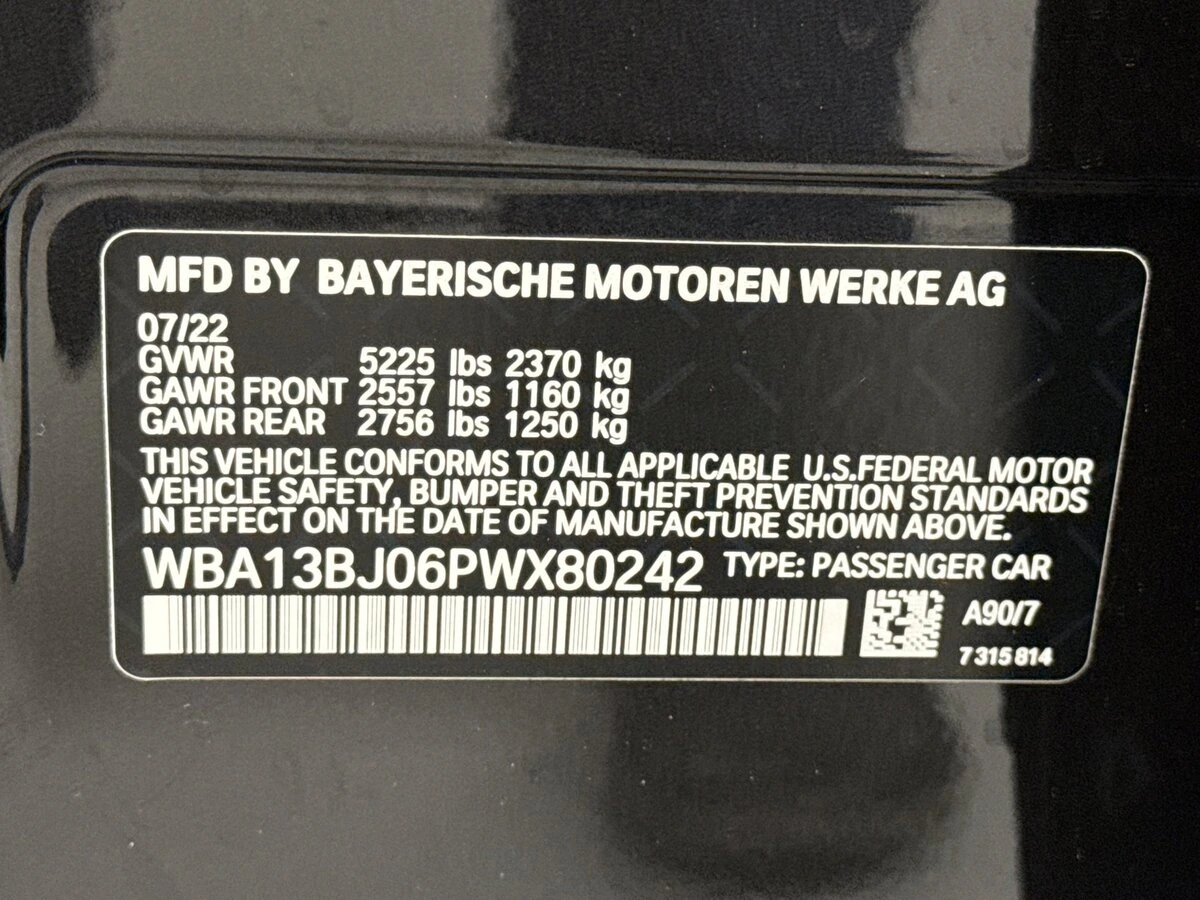 MFD BY BAYERISCHE MOTOREN WERKE AG
07/22
GVWR 5225 lbs 2370 kg
GAWR FRONT 2557 lbs 1160 kg
GAWR REAR 2756 lbs 1250 kg
THIS VEHICLE CONFORMS TO ALL APPLICABLE U.S.FEDERAL MOTOR
VEHICLE SAFETY, BUMPER AND THEFT PREVENTION STANDARDS
IN EFFECT ON THE DATE OF MANUFACTURE SHOWN ABOVE.
WBA13BJ06PWX80242 TYPE: PASSENGER CAR
A90/7
7 315 814